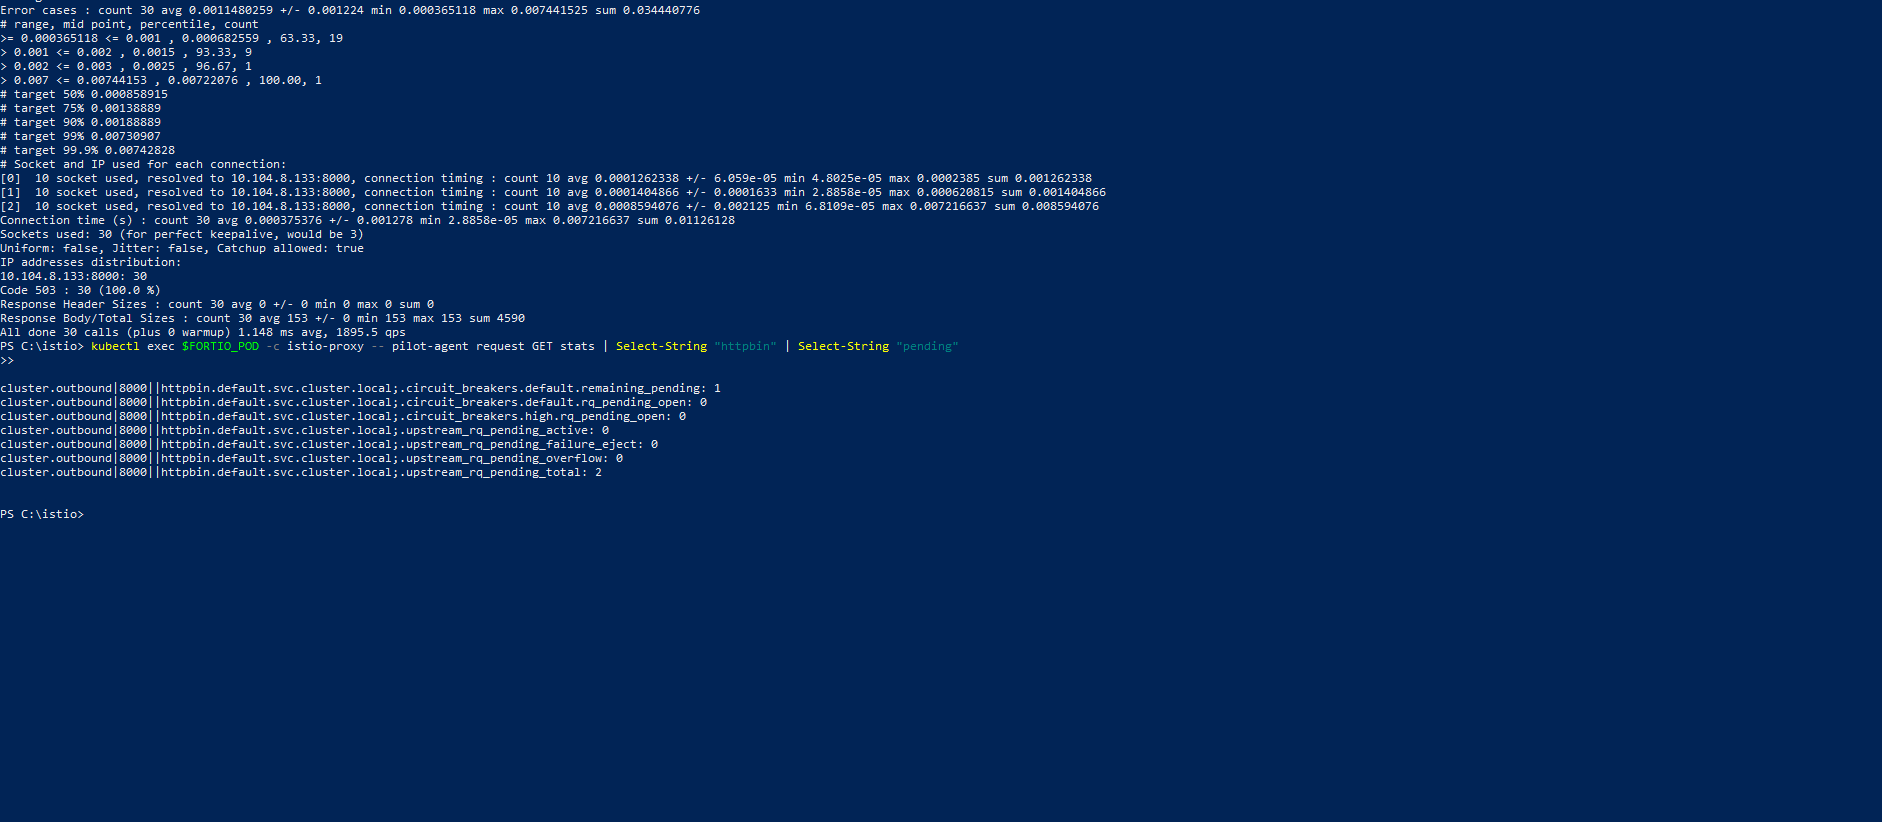 Error cases : count 30 avg 0.0011480259 +/- 0.001224 min 0.000365118 max 0.007441525 sum 0.034440776
# range, mid point, percentile, count
>= 0.000365118 <= 0.001 , 0.000682559 , 63.33, 19
> 0.001 <= 0.002 , 0.0015 , 93.33, 9
> 0.002 <= 0.003 , 0.0025 , 96.67, 1
> 0.007 <= 0.00744153 , 0.00722076 , 100.00, 1
# target 50% 0.000858915
# target 75% 0.00138889
# target 90% 0.00188889
# target 99% 0.00730907
# target 99.9% 0.00742828
# Socket and IP used for each connection:
[0]  10 socket used, resolved to 10.104.8.133:8000, connection timing : count 10 avg 0.0001262338 +/- 6.059e-05 min 4.8025e-05 max 0.0002385 sum 0.001262338
[1]  10 socket used, resolved to 10.104.8.133:8000, connection timing : count 10 avg 0.0001404866 +/- 0.0001633 min 2.8858e-05 max 0.000620815 sum 0.001404866
[2]  10 socket used, resolved to 10.104.8.133:8000, connection timing : count 10 avg 0.0008594076 +/- 0.002125 min 6.8109e-05 max 0.007216637 sum 0.008594076
Connection time (s) : count 30 avg 0.000375376 +/- 0.001278 min 2.8858e-05 max 0.007216637 sum 0.01126128
Sockets used: 30 (for perfect keepalive, would be 3)
Uniform: false, Jitter: false, Catchup allowed: true
IP addresses distribution:
10.104.8.133:8000: 30
Code 503 : 30 (100.0 %)
Response Header Sizes : count 30 avg 0 +/- 0 min 0 max 0 sum 0
Response Body/Total Sizes : count 30 avg 153 +/- 0 min 153 max 153 sum 4590
All done 30 calls (plus 0 warmup) 1.148 ms avg, 1895.5 qps
PS C:\istio> kubectl exec $FORTIO_POD -c istio-proxy -- pilot-agent request GET stats | Select-String "httpbin" | Select-String "pending"
>>
cluster.outbound|8000||httpbin.default.svc.cluster.local;.circuit_breakers.default.remaining_pending: 1
cluster.outbound|8000||httpbin.default.svc.cluster.local;.circuit_breakers.default.rq_pending_open: 0
cluster.outbound|8000||httpbin.default.svc.cluster.local;.circuit_breakers.high.rq_pending_open: 0
cluster.outbound|8000||httpbin.default.svc.cluster.local;.upstream_rq_pending_active: 0
cluster.outbound|8000||httpbin.default.svc.cluster.local;.upstream_rq_pending_failure_eject: 0
cluster.outbound|8000||httpbin.default.svc.cluster.local;.upstream_rq_pending_overflow: 0
cluster.outbound|8000||httpbin.default.svc.cluster.local;.upstream_rq_pending_total: 2
PS C:\istio>